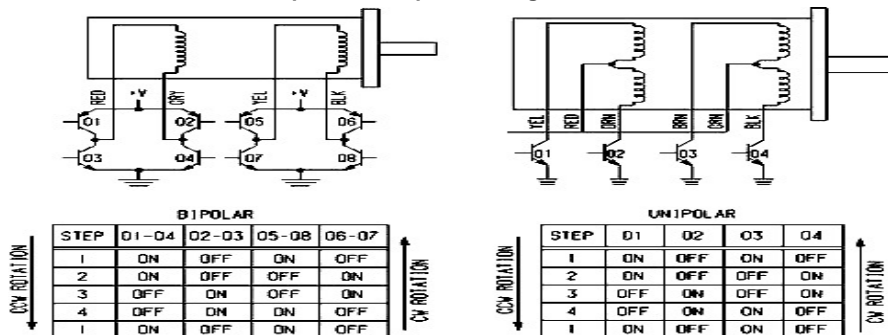 RED
+V
GRY
YEL
+V
BLK
Q1
Q2
Q5
Q6
Q3
Q4
Q7
Q8
YEL
RED
ORN
BRN
GRN
BLK
Q1
Q2
Q3
Q4
BIPOLAR
STEP Q1-Q4 Q2-Q3 Q5-Q8 Q6-Q7
1 ON OFF ON OFF
2 ON OFF OFF ON
3 OFF ON OFF ON
4 OFF ON ON OFF
1 ON OFF ON OFF
CCW ROTATION
CW ROTATION
UNIPOLAR
STEP Q1 Q2 Q3 Q4
1 ON OFF ON OFF
2 ON OFF OFF ON
3 OFF ON OFF ON
4 OFF ON ON OFF
1 ON OFF ON OFF
CCW ROTATION
CW ROTATION